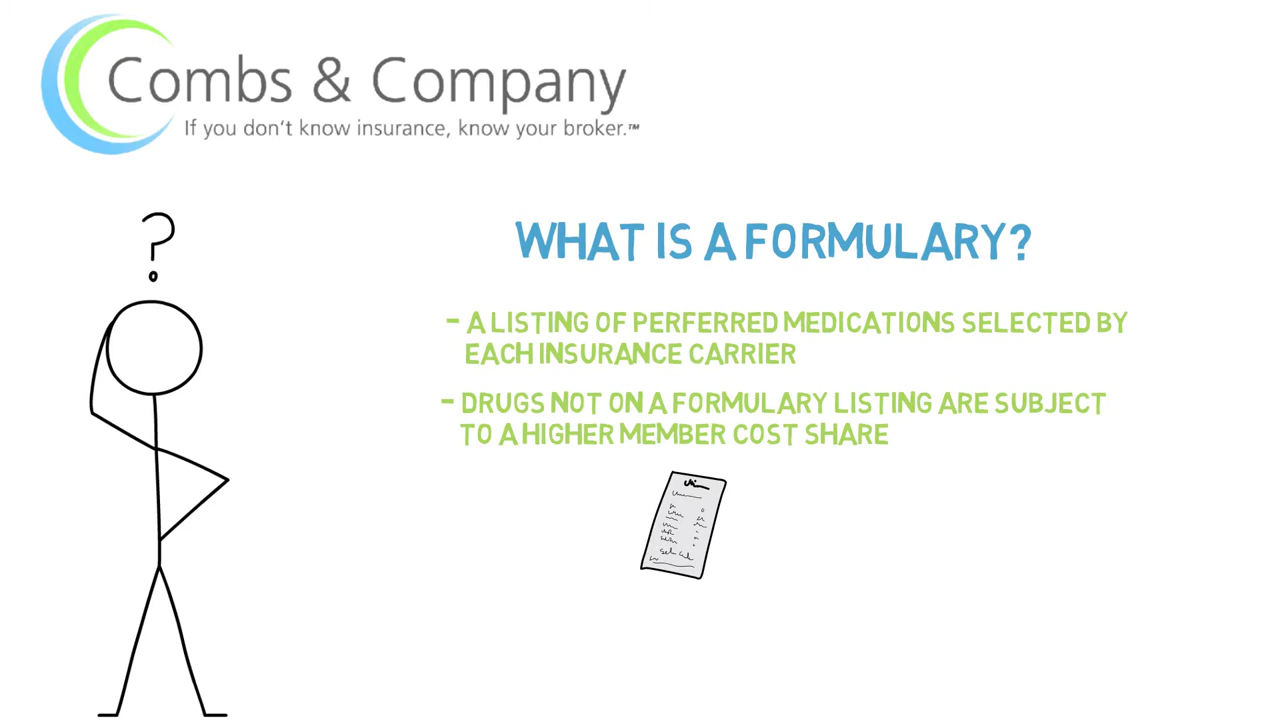 Combs & Company
If you don't know insurance, know your broker.™
?
WHAT IS A FORMULARY?
- A LISTING OF PERFERRED MEDICATIONS SELECTED BY
EACH INSURANCE CARRIER
- DRUGS NOT ON A FORMULARY LISTING ARE SUBJECT
TO A HIGHER MEMBER COST SHARE